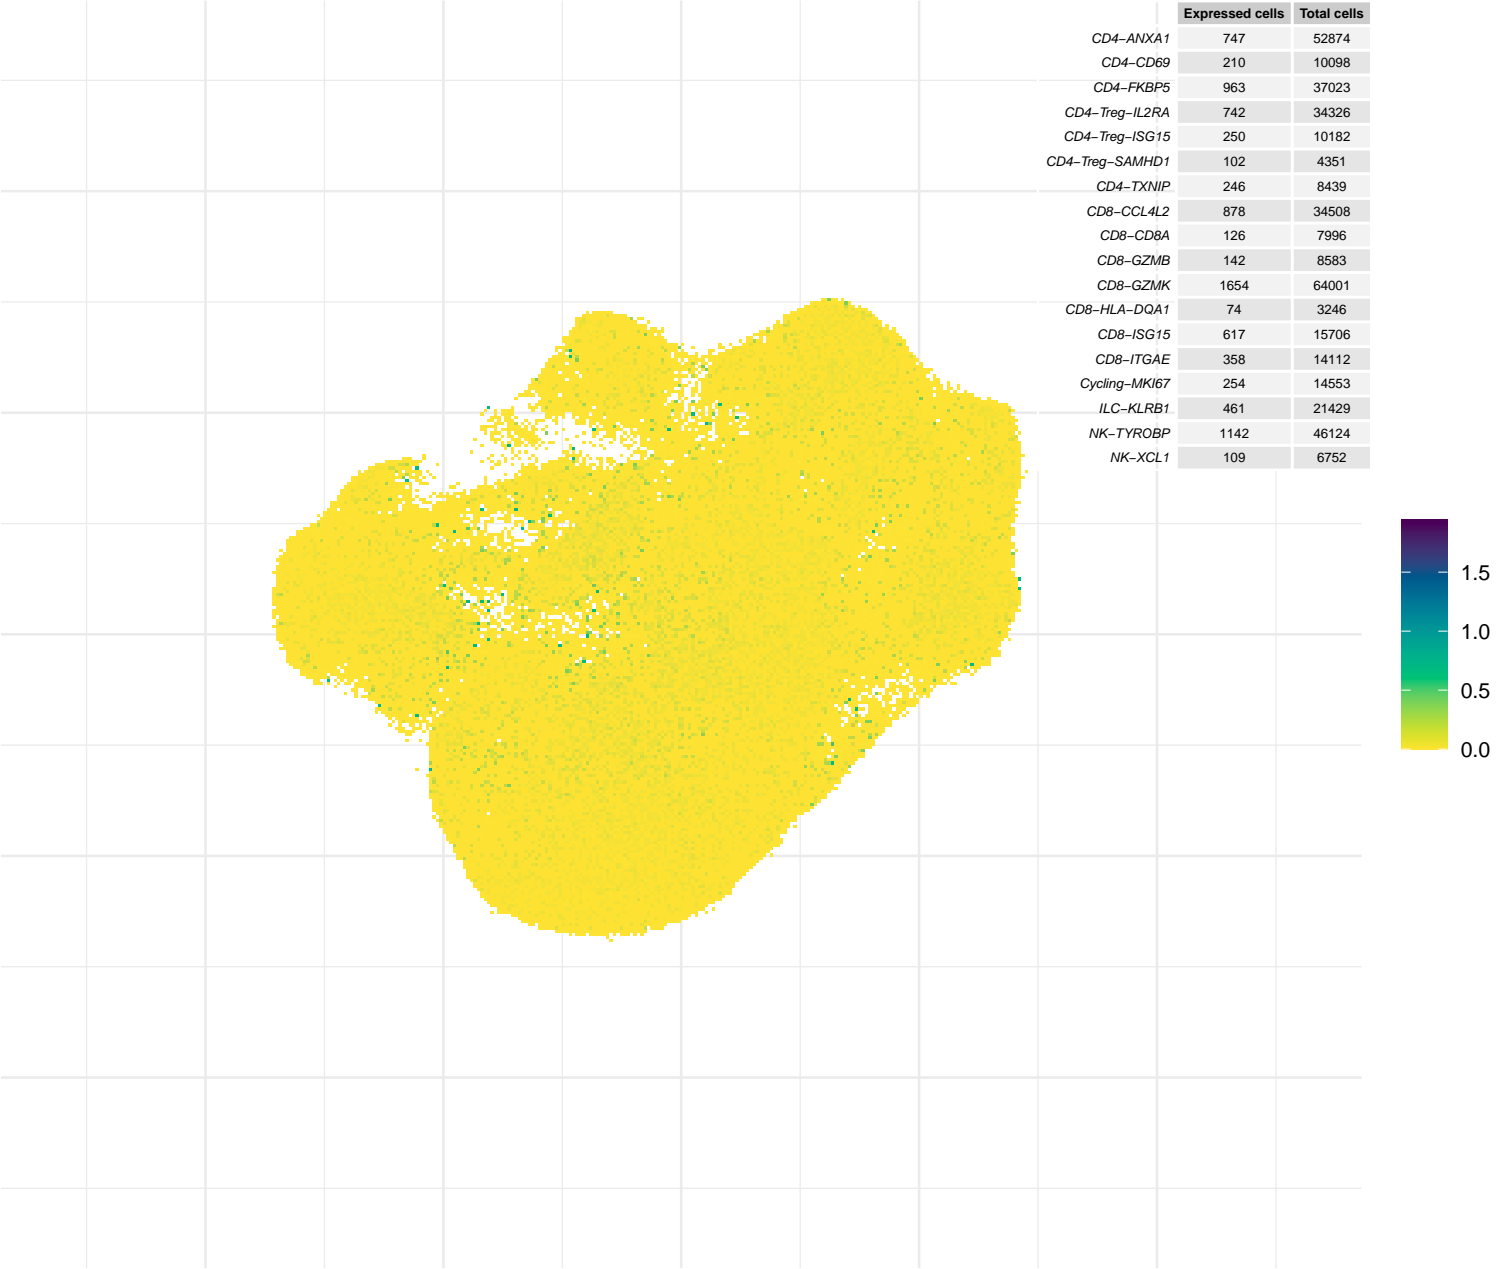 Expressed cells Total cells
CD4−ANXA1 747 52874
CD4−CD69 210 10098
CD4−FKBP5 963 37023
CD4−Treg−IL2RA 742 34326
CD4−Treg−ISG15 250 10182
CD4−Treg−SAMHD1 102 4351
CD4−TXNIP 246 8439
CD8−CCL4L2 878 34508
CD8−CD8A 126 7996
CD8−GZMB 142 8583
CD8−GZMK 1654 64001
CD8−HLA−DQA1 74 3246
CD8−ISG15 617 15706
CD8−ITGAE 358 14112
Cycling−MKI67 254 14553
ILC−KLRB1 461 21429
NK−TYROBP 1142 46124
NK−XCL1 109 6752
1.5
1.0
0.5
0.0